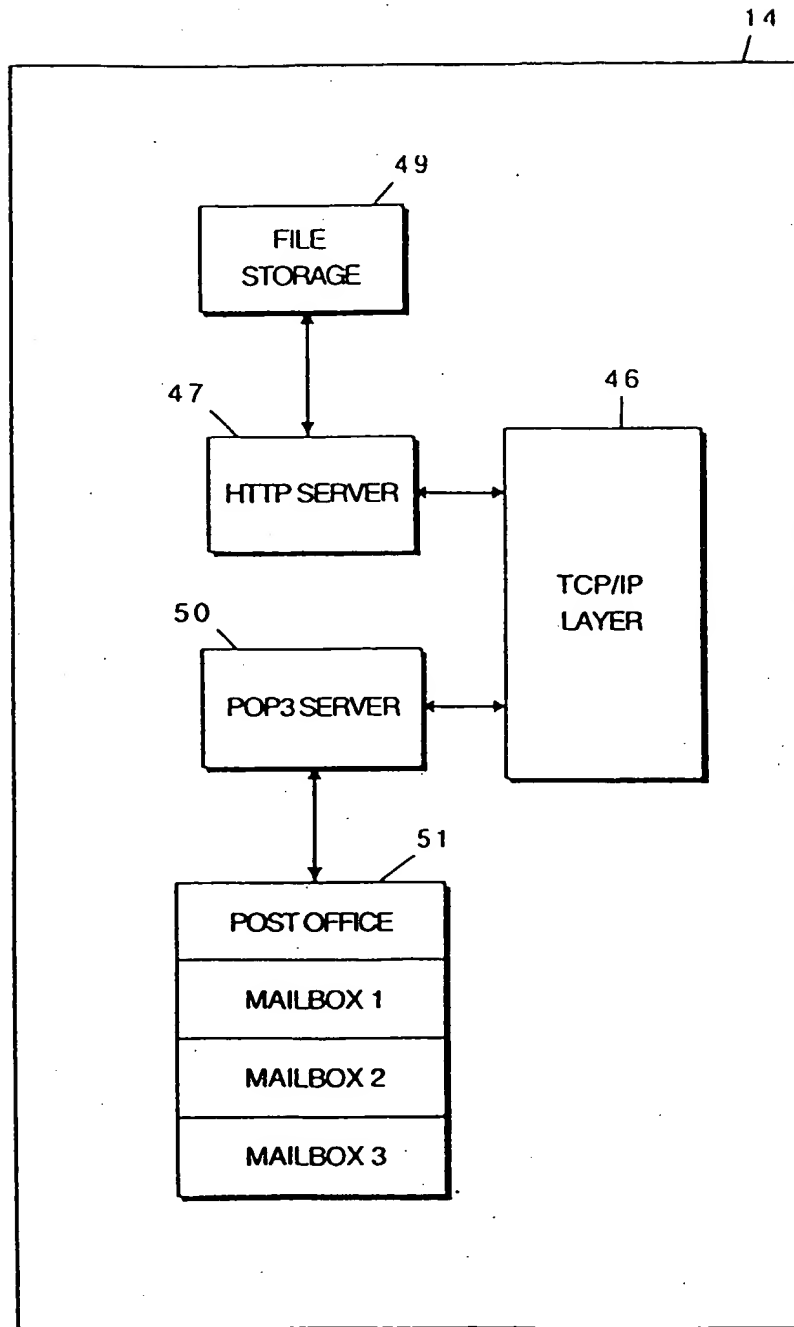 14
49
FILE
STORAGE
47
HTTP SERVER
46
TCP/IP
LAYER
50
POP3 SERVER
51
POST OFFICE
MAILBOX 1
MAILBOX 2
MAILBOX 3